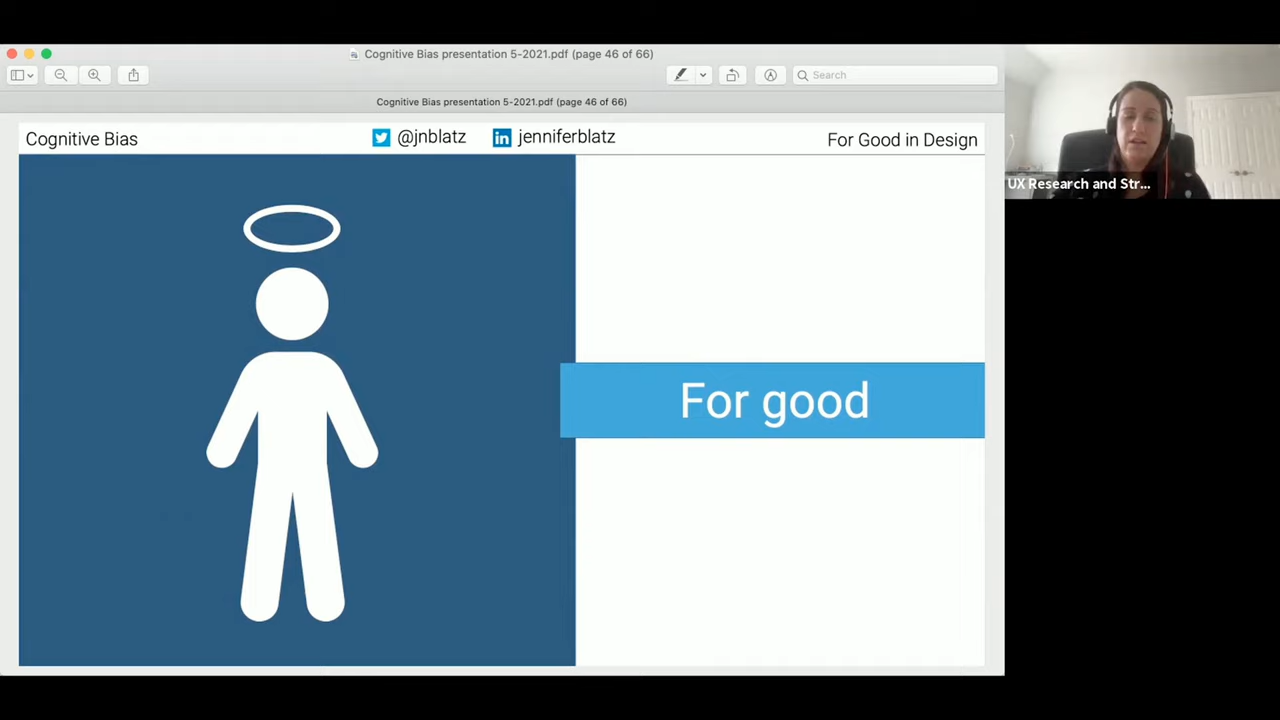 Cognitive Bias presentation 5-2021.pdf (page 46 of 66)
Search
Cognitive Bias presentation 5-2021.pdf (page 46 of 66)
Cognitive Bias
@jnblatz
in jenniferblatz
For Good in Design
UX Research and Str...
For good